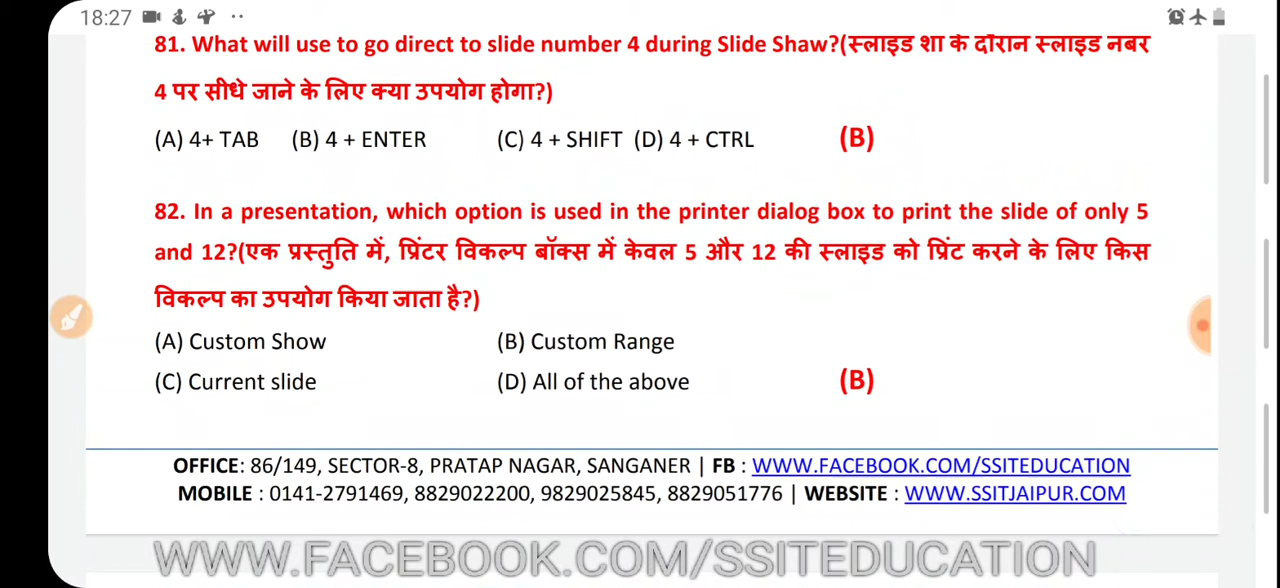 18:27
81. What will use to go direct to slide number 4 during Slide Shaw?(स्लाइड शा के दौरान स्लाइड नंबर
4 पर सीधे जाने के लिए क्या उपयोग होगा?)
(A) 4+ TAB (B) 4 + ENTER (C) 4 + SHIFT (D) 4 + CTRL (B)
82. In a presentation, which option is used in the printer dialog box to print the slide of only 5
and 12?(एक प्रस्तुति में, प्रिंटर विकल्प बॉक्स में केवल 5 और 12 की स्लाइड को प्रिंट करने के लिए किस
विकल्प का उपयोग किया जाता है?)
(A) Custom Show (B) Custom Range
(C) Current slide (D) All of the above (B)
OFFICE: 86/149, SECTOR-8, PRATAP NAGAR, SANGANER | FB : WWW.FACEBOOK.COM/SSITEDUCATION
MOBILE : 0141-2791469, 8829022200, 9829025845, 8829051776 | WEBSITE : WWW.SSITJAIPUR.COM
WWW.FACEBOOK.COM/SSITEDUCATION